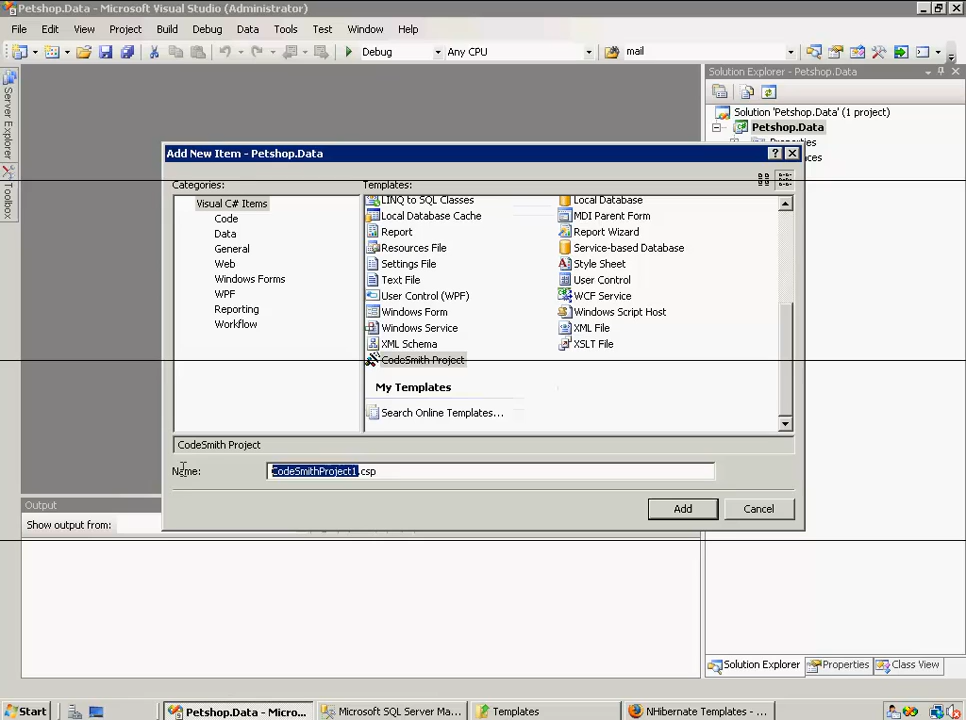 Petshop.Data - Microsoft Visual Studio (Administrator)
File Edit View Project Build Debug Data Tools Test Window Help
Debug Any CPU mail
Server Explorer
Toolbox
Solution Explorer - Petshop.Data
Solution 'Petshop.Data' (1 project)
Petshop.Data
Properties
Add New Item - Petshop.Data
Categories:
Visual C# Items
Code
Data
General
Web
Windows Forms
WPF
Reporting
Workflow
Templates:
LINQ to SQL Classes Local Database
Local Database Cache MDI Parent Form
Report Report Wizard
Resources File Service-based Database
Settings File Style Sheet
Text File User Control
User Control (WPF) WCF Service
Windows Form Windows Script Host
Windows Service XML File
XML Schema XSLT File
CodeSmith Project
My Templates
Search Online Templates...
CodeSmith Project
Name: CodeSmithProject1.csp
Add Cancel
Output
Show output from:
Solution Explorer Properties Class View
Start Petshop.Data - Micro... Microsoft SQL Server Ma... Templates NHibernate Templates - ...